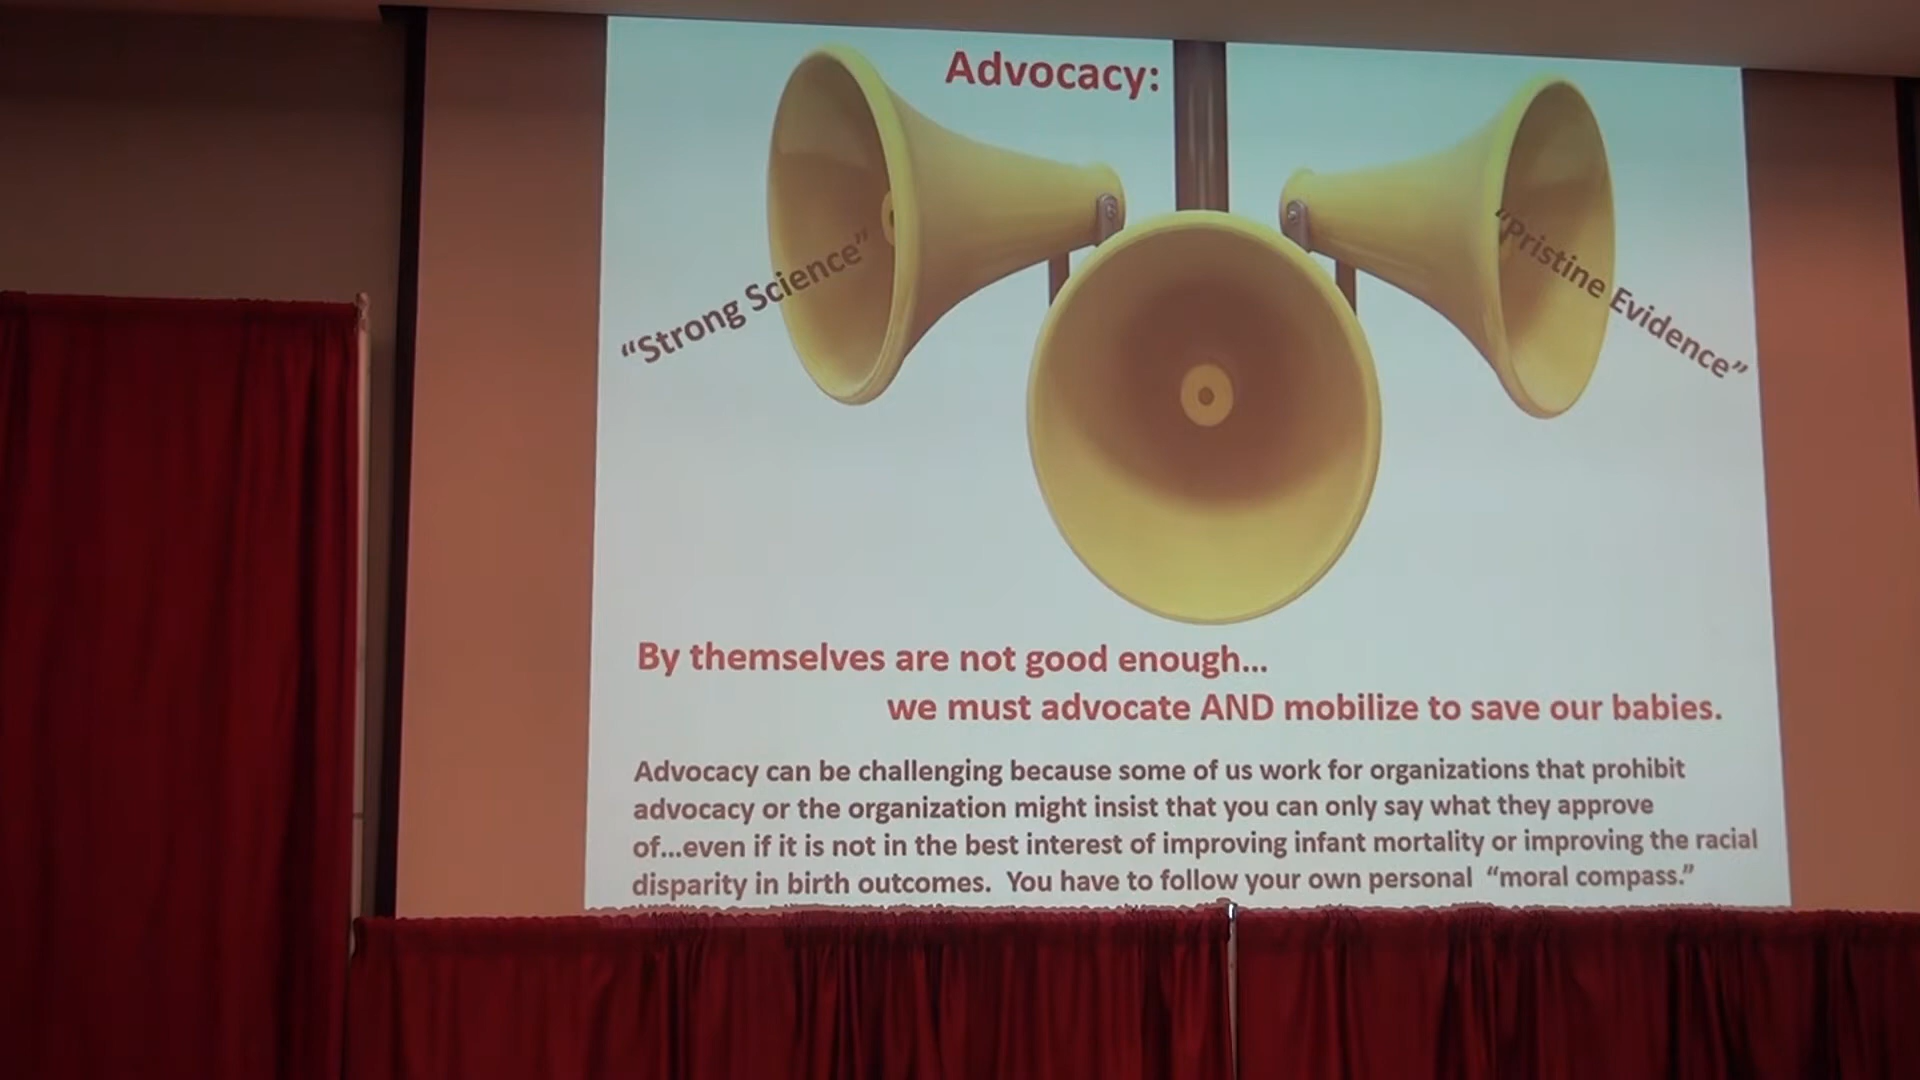 Advocacy:
“Strong Science”
“Pristine Evidence”
By themselves are not good enough...
we must advocate AND mobilize to save our babies.
Advocacy can be challenging because some of us work for organizations that prohibit
advocacy or the organization might insist that you can only say what they approve
of...even if it is not in the best interest of improving infant mortality or improving the racial
disparity in birth outcomes.  You have to follow your own personal  “moral compass.”